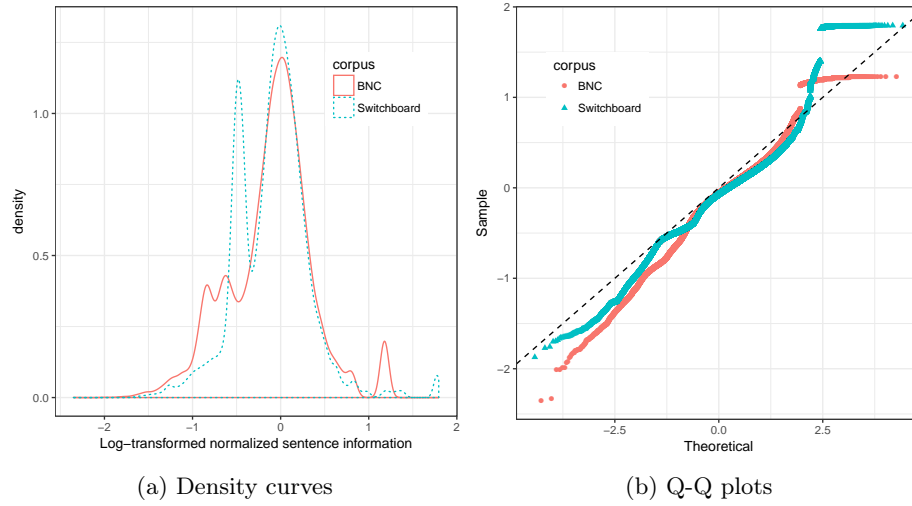 corpus
BNC
Switchboard
1.0
0.5
0.0
density
−2
−1
0
1
2
Log−transformed normalized sentence information
(a) Density curves
2
1
0
−1
−2
Sample
corpus
BNC
Switchboard
−2.5
0.0
2.5
Theoretical
(b) Q-Q plots